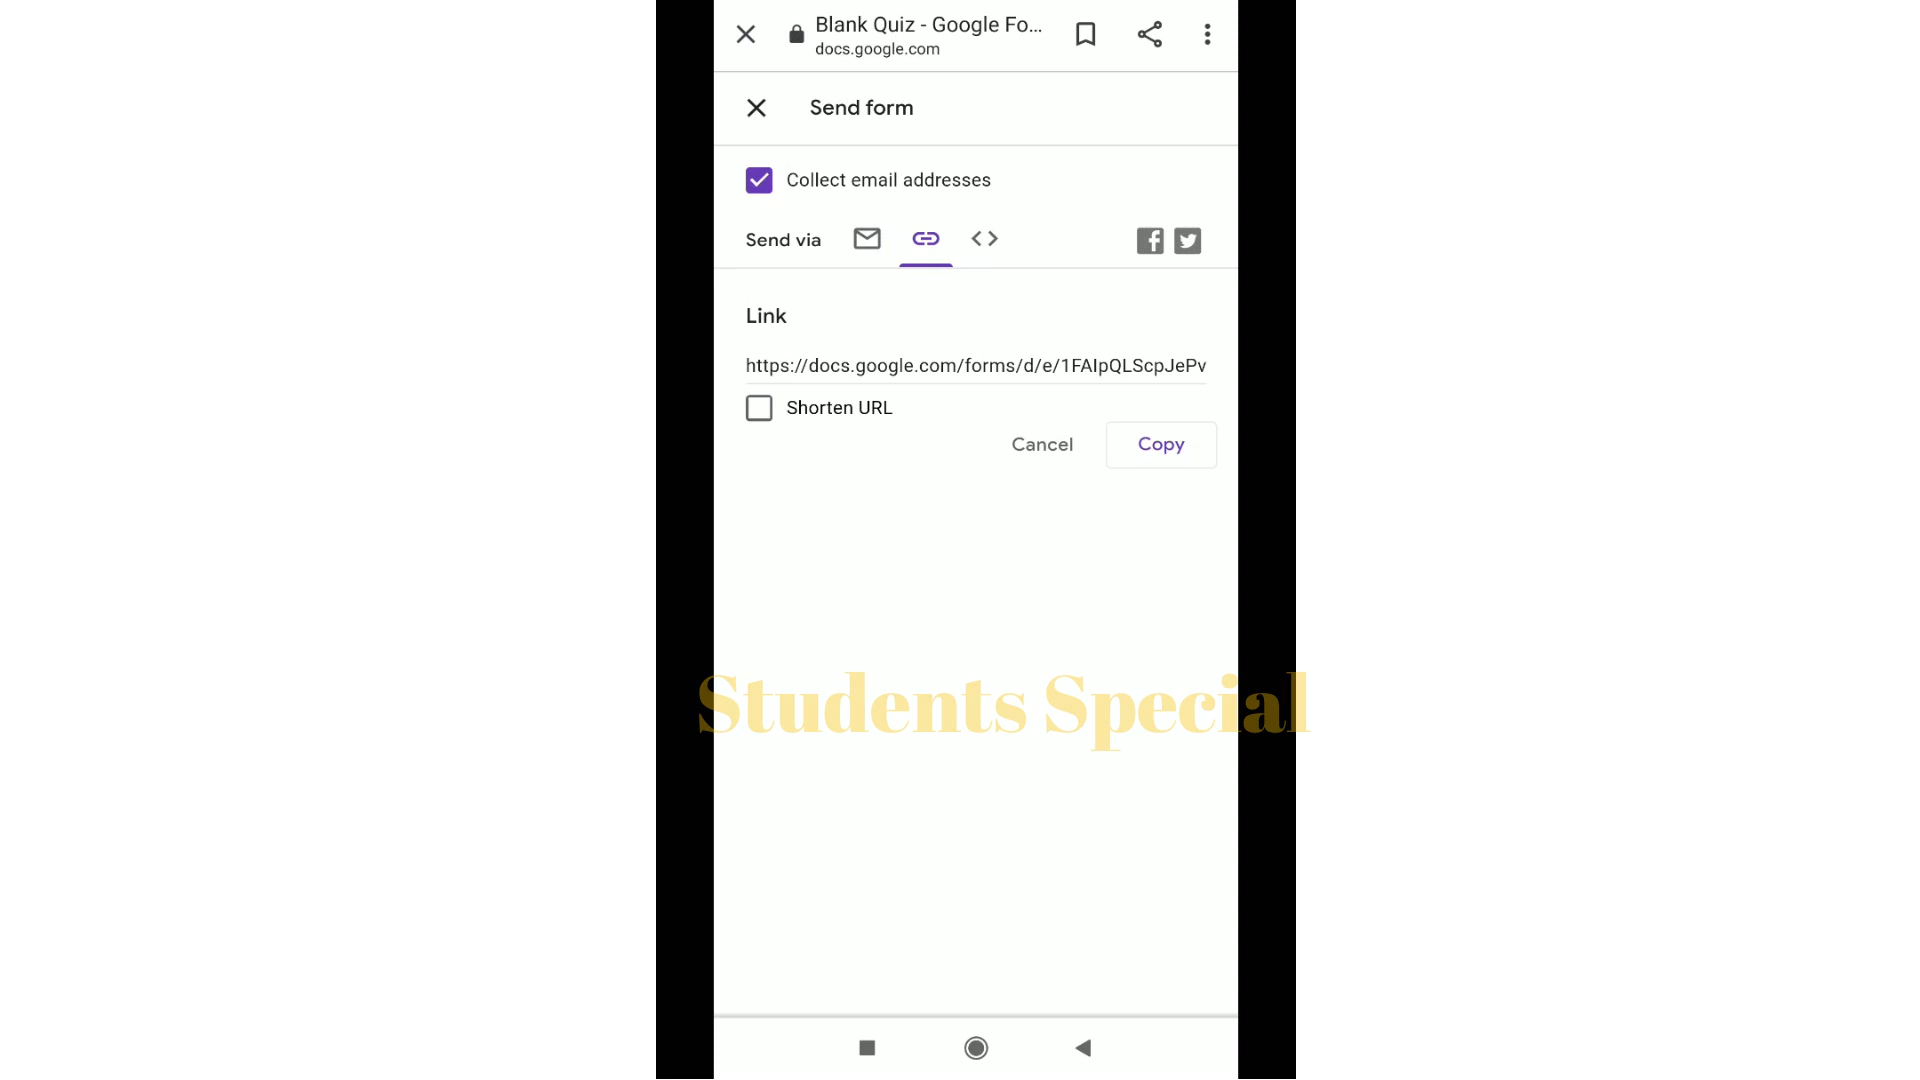 Blank Quiz - Google Fo...
docs.google.com
Send form
Collect email addresses
Send via
Link
https://docs.google.com/forms/d/e/1FAIpQLScpJePv
Shorten URL
Cancel
Copy
Students Special